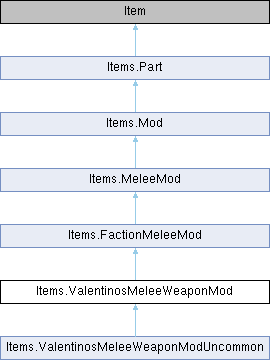 Item
Items.Part
Items.Mod
Items.MeleeMod
Items.FactionMeleeMod
Items.ValentinosMeleeWeaponMod
Items.ValentinosMeleeWeaponModUncommon